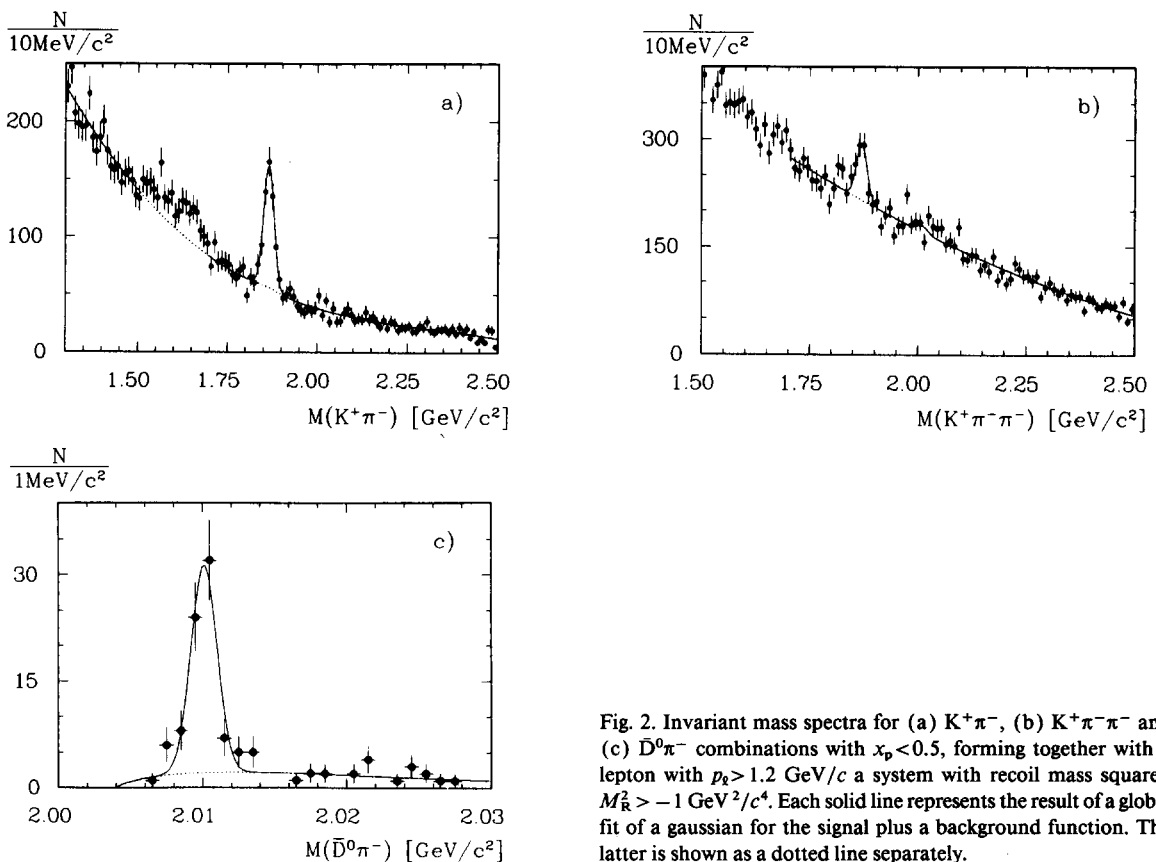 N
10MeV/c²
a)
200
100
0
1.50 1.75 2.00 2.25 2.50
M(K⁺π⁻) [GeV/c²]
N
10MeV/c²
b)
300
150
0
1.50 1.75 2.00 2.25 2.50
M(K⁺π⁻π⁻) [GeV/c²]
N
1MeV/c²
c)
30
15
0
2.00 2.01 2.02 2.03
M(D̄⁰π⁻) [GeV/c²]
Fig. 2. Invariant mass spectra for (a) K⁺π⁻, (b) K⁺π⁻π⁻ an
(c) D̄⁰π⁻ combinations with xₚ<0.5, forming together with
lepton with pℓ>1.2 GeV/c a system with recoil mass square
M²_R>−1 GeV²/c⁴. Each solid line represents the result of a glob
fit of a gaussian for the signal plus a background function. Th
latter is shown as a dotted line separately.